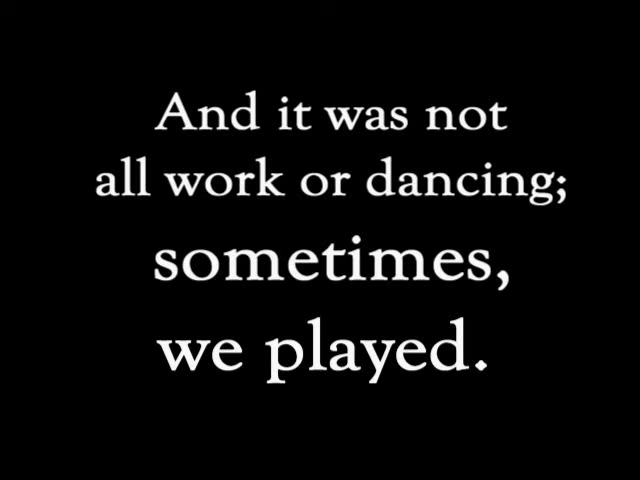 And it was not
all work or dancing;
sometimes,
we played.